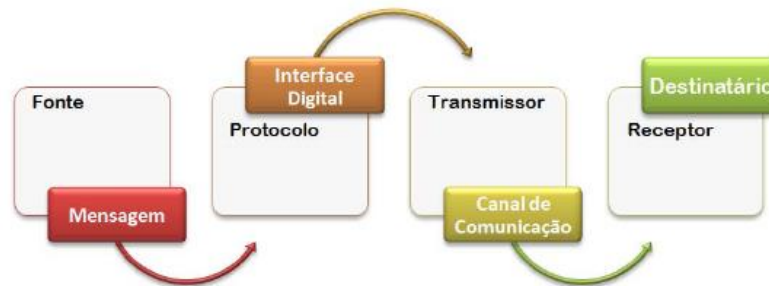 Fonte
Mensagem
Interface
Digital
Protocolo
Transmissor
Canal de
Comunicação
Destinatário
Receptor